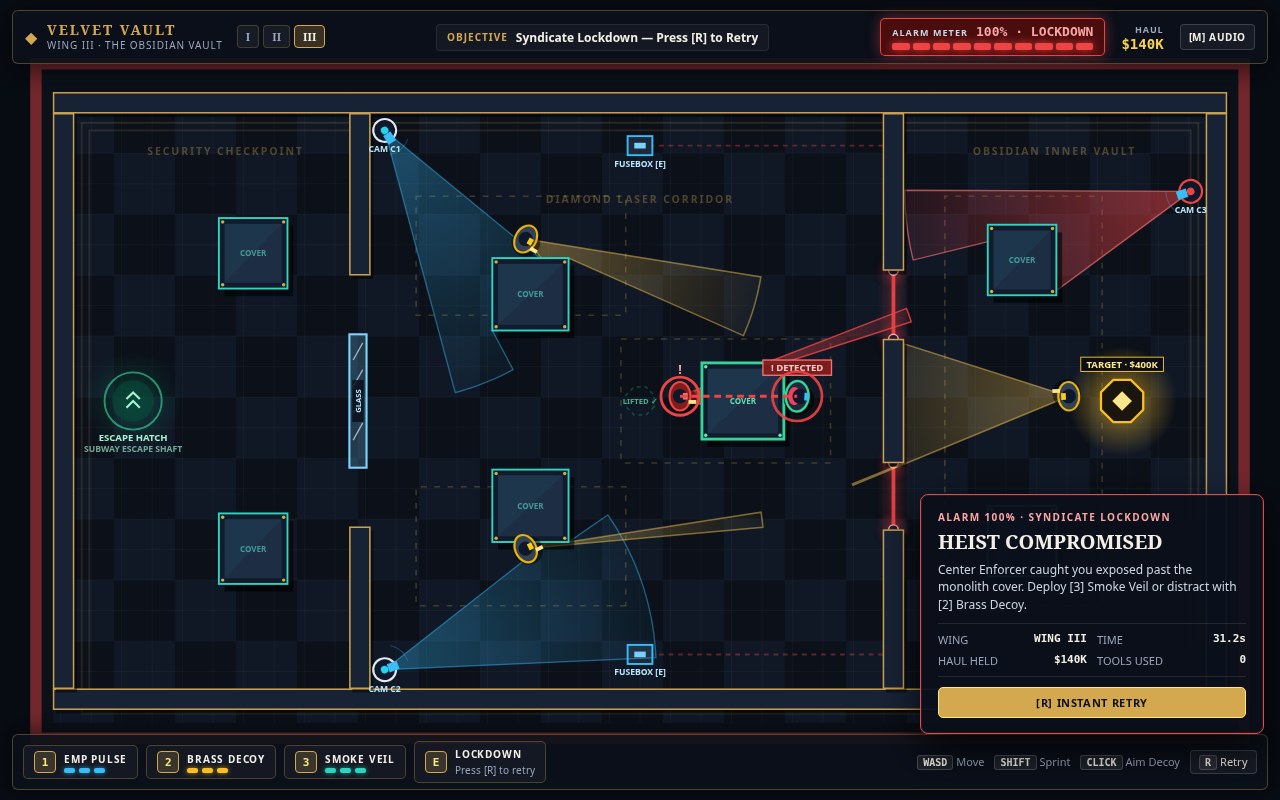 VELVET VAULT
WING III · THE OBSIDIAN VAULT
I
II
III
OBJECTIVE Syndicate Lockdown — Press [R] to Retry
ALARM METER 100% · LOCKDOWN
HAUL
$140K
[M] AUDIO
SECURITY CHECKPOINT
CAM C1
FUSEBOX [E]
OBSIDIAN INNER VAULT
DIAMOND LASER CORRIDOR
CAM C3
COVER
COVER
COVER
GLASS
! DETECTED
TARGET · $400K
!
LIFTED ✓
COVER
ESCAPE HATCH
SUBWAY ESCAPE SHAFT
COVER
COVER
FUSEBOX [E]
CAM C2
ALARM 100% · SYNDICATE LOCKDOWN
HEIST COMPROMISED
Center Enforcer caught you exposed past the
monolith cover. Deploy [3] Smoke Veil or distract with
[2] Brass Decoy.
WING WING III TIME 31.2s
HAUL HELD $140K TOOLS USED 0
[R] INSTANT RETRY
1 EMP PULSE
2 BRASS DECOY
3 SMOKE VEIL
E LOCKDOWN
Press [R] to retry
WASD Move SHIFT Sprint CLICK Aim Decoy R Retry